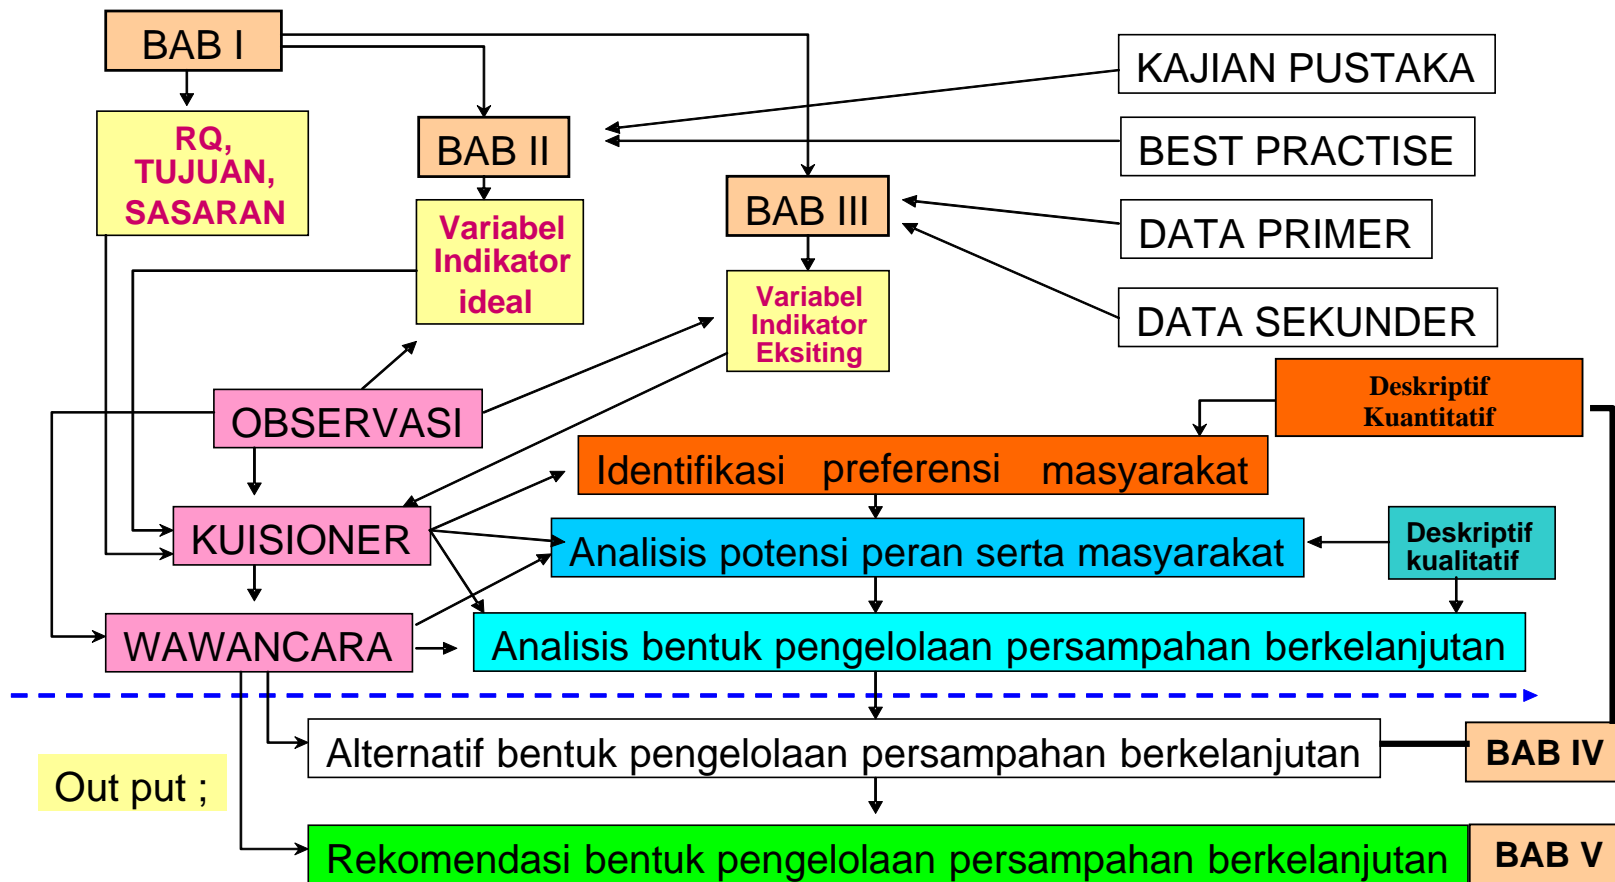 BAB I
RQ,
TUJUAN,
SASARAN
BAB II
Variabel
Indikator
ideal
BAB III
Variabel
Indikator
Eksiting
KAJIAN PUSTAKA
BEST PRACTISE
DATA PRIMER
DATA SEKUNDER
OBSERVASI
KUISIONER
WAWANCARA
Deskriptif
Kuantitatif
Identifikasi preferensi masyarakat
Analisis potensi peran serta masyarakat
Deskriptif
kualitatif
Analisis bentuk pengelolaan persampahan berkelanjutan
Out put ;
Alternatif bentuk pengelolaan persampahan berkelanjutan
BAB IV
Rekomendasi bentuk pengelolaan persampahan berkelanjutan
BAB V